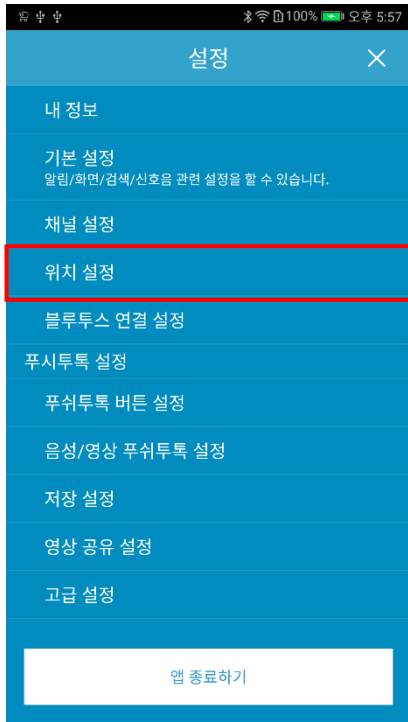 100% 오후 5:57
설정
내 정보
기본 설정
알림/화면/검색/신호음 관련 설정을 할 수 있습니다.
채널 설정
위치 설정
블루투스 연결 설정
푸시투톡 설정
푸쉬투톡 버튼 설정
음성/영상 푸쉬투톡 설정
저장 설정
영상 공유 설정
고급 설정
앱 종료하기